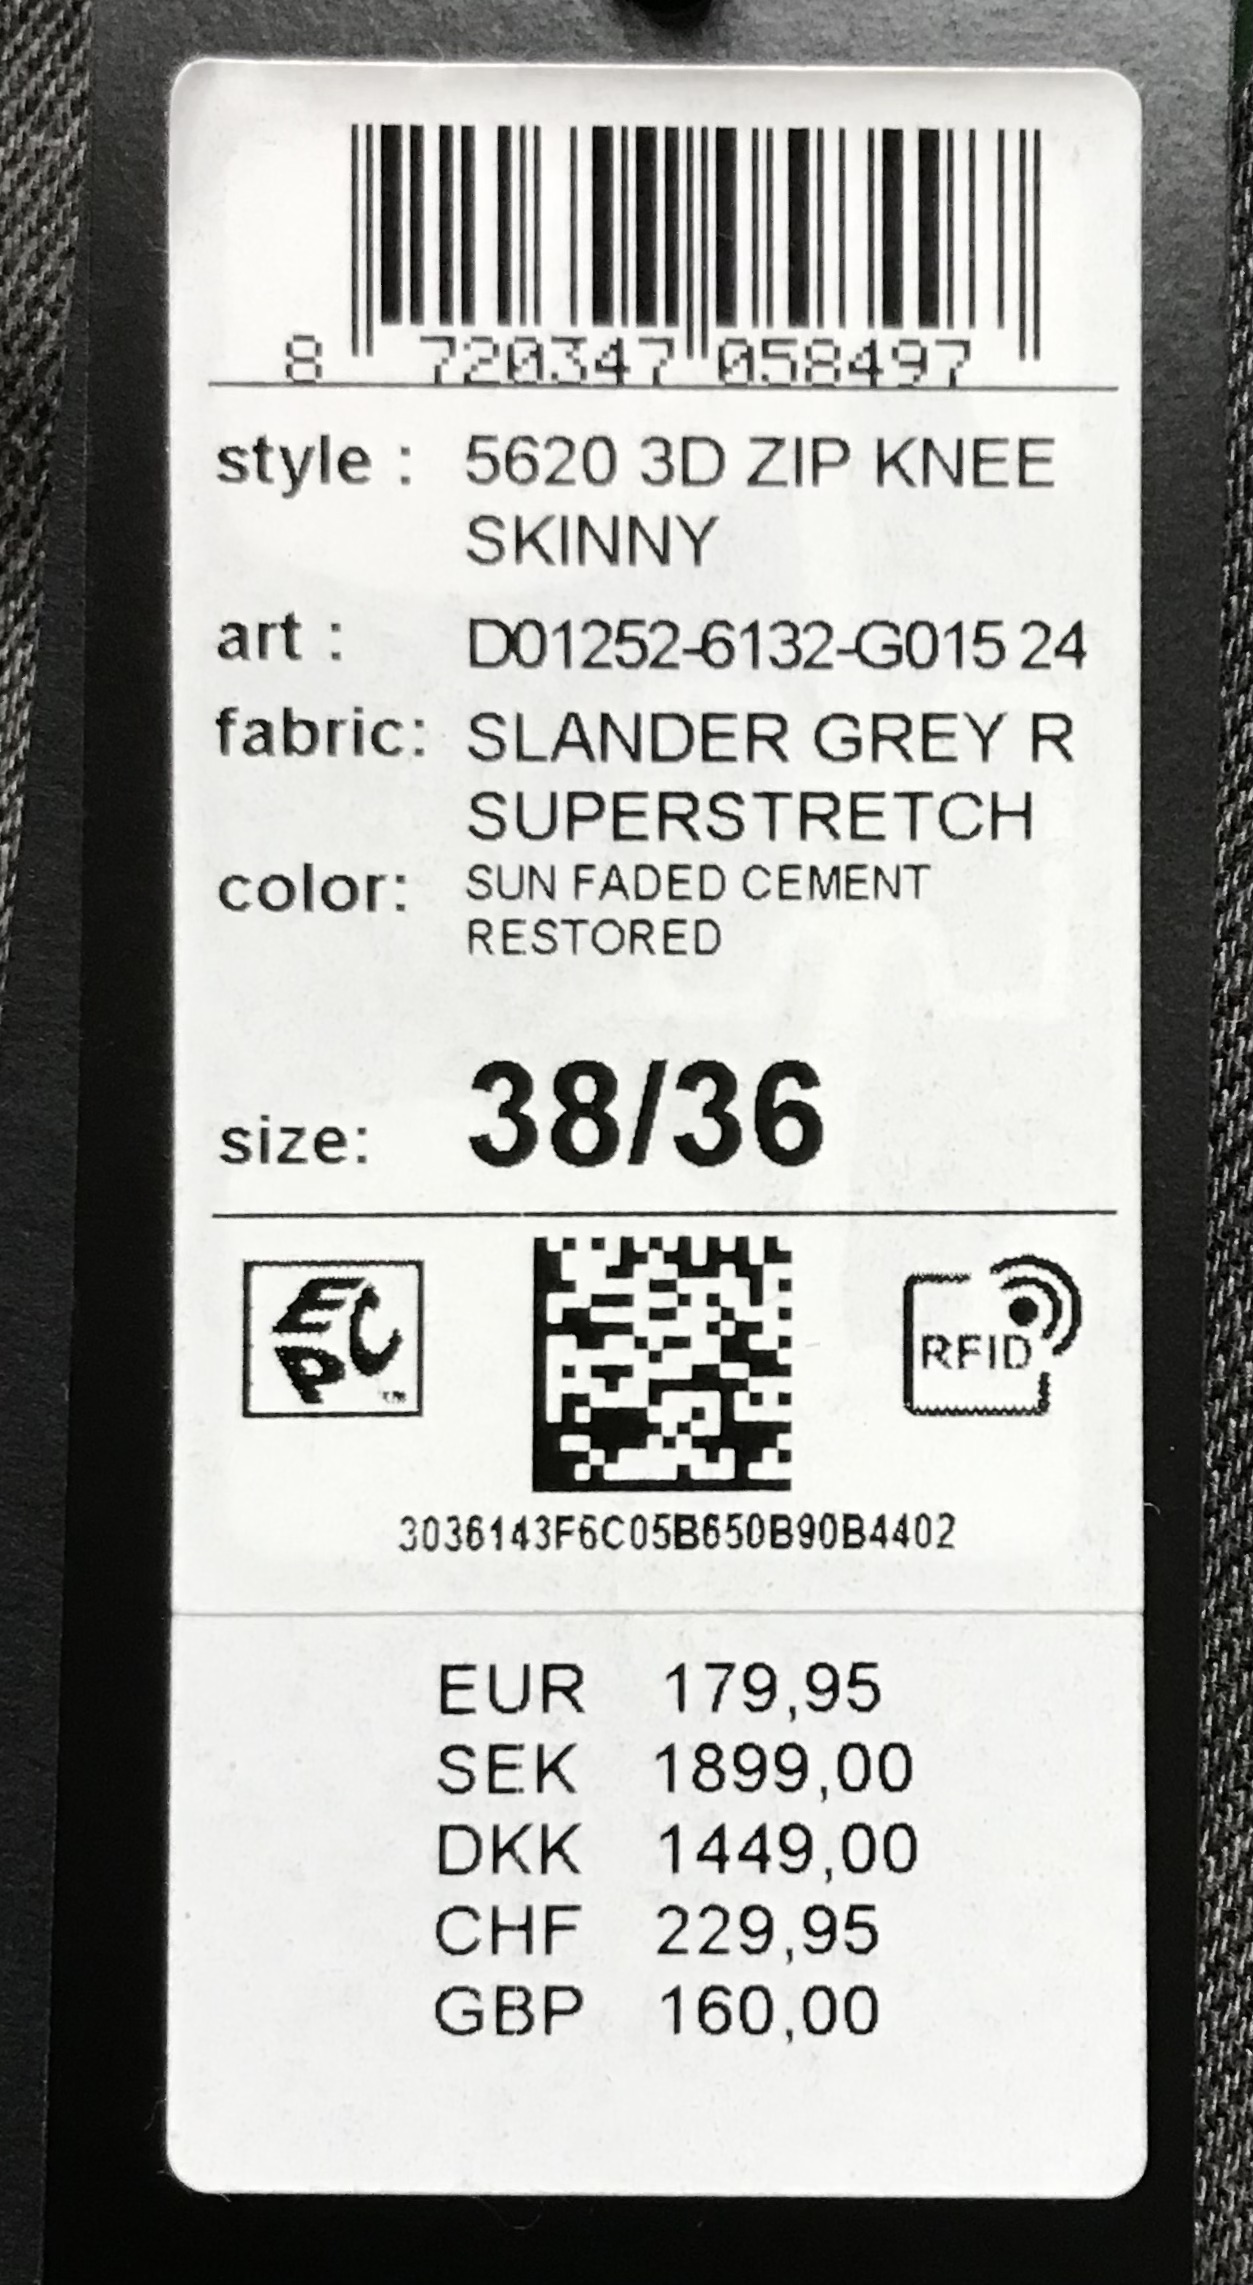 8 720347 058497
style : 5620 3D ZIP KNEE
SKINNY
art : D01252-6132-G015 24
fabric: SLANDER GREY R
SUPERSTRETCH
color: SUN FADED CEMENT
RESTORED
size: 38/36
EPC™
RFID
3036143F6C05B650B90B4402
EUR 179,95
SEK 1899,00
DKK 1449,00
CHF 229,95
GBP 160,00